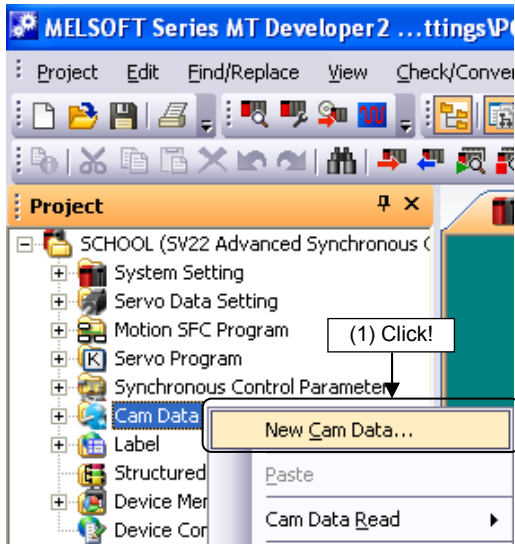 MELSOFT Series MT Developer2 ...ttings\P
Project Edit Find/Replace View Check/Conver
Project
SCHOOL (SV22 Advanced Synchronous C
System Setting
Servo Data Setting
Motion SFC Program
(1) Click!
Servo Program
Synchronous Control Parameter
Cam Data
New Cam Data...
Label
Structured
Paste
Device Mem
Cam Data Read
Device Cor